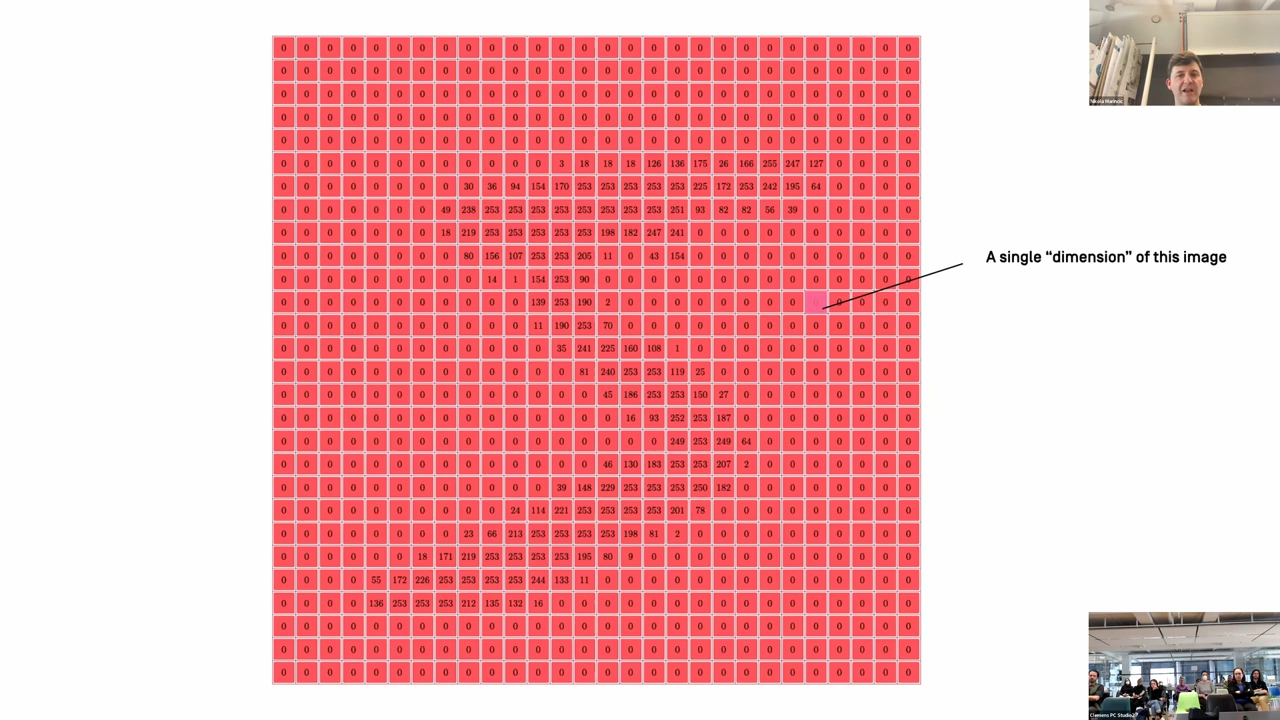 Nikola Marincic
0 0 0 0 0 0 0 0 0 0 0 0 0 0 0 0 0 0 0 0 0 0 0 0 0 0 0 0
0 0 0 0 0 0 0 0 0 0 0 0 0 0 0 0 0 0 0 0 0 0 0 0 0 0 0 0
0 0 0 0 0 0 0 0 0 0 0 0 0 0 0 0 0 0 0 0 0 0 0 0 0 0 0 0
0 0 0 0 0 0 0 0 0 0 0 0 0 0 0 0 0 0 0 0 0 0 0 0 0 0 0 0
0 0 0 0 0 0 0 0 0 0 0 0 0 0 0 0 0 0 0 0 0 0 0 0 0 0 0 0
0 0 0 0 0 0 0 0 0 0 0 0 3 18 18 18 126 136 175 26 166 255 247 127 0 0 0 0
0 0 0 0 0 0 0 0 30 36 94 154 170 253 253 253 253 253 225 172 253 242 195 64 0 0 0 0
0 0 0 0 0 0 0 49 238 253 253 253 253 253 253 253 253 251 93 82 82 56 39 0 0 0 0 0
0 0 0 0 0 0 0 18 219 253 253 253 253 253 198 182 247 241 0 0 0 0 0 0 0 0 0 0
0 0 0 0 0 0 0 0 80 156 107 253 253 205 11 0 43 154 0 0 0 0 0 0 0 0 0 0
0 0 0 0 0 0 0 0 0 14 1 154 253 90 0 0 0 0 0 0 0 0 0 0 0 0 0 0
0 0 0 0 0 0 0 0 0 0 0 139 253 190 2 0 0 0 0 0 0 0 0 0 0 0 0 0
0 0 0 0 0 0 0 0 0 0 0 11 190 253 70 0 0 0 0 0 0 0 0 0 0 0 0 0
0 0 0 0 0 0 0 0 0 0 0 0 35 241 225 160 108 1 0 0 0 0 0 0 0 0 0 0
0 0 0 0 0 0 0 0 0 0 0 0 0 81 240 253 253 119 25 0 0 0 0 0 0 0 0 0
0 0 0 0 0 0 0 0 0 0 0 0 0 0 45 186 253 253 150 27 0 0 0 0 0 0 0 0
0 0 0 0 0 0 0 0 0 0 0 0 0 0 0 16 93 252 253 187 0 0 0 0 0 0 0 0
0 0 0 0 0 0 0 0 0 0 0 0 0 0 0 0 0 249 253 249 64 0 0 0 0 0 0 0
0 0 0 0 0 0 0 0 0 0 0 0 0 0 46 130 183 253 253 207 2 0 0 0 0 0 0 0
0 0 0 0 0 0 0 0 0 0 0 0 39 148 229 253 253 253 250 182 0 0 0 0 0 0 0 0
0 0 0 0 0 0 0 0 0 0 24 114 221 253 253 253 253 201 78 0 0 0 0 0 0 0 0 0
0 0 0 0 0 0 0 0 23 66 213 253 253 253 253 198 81 2 0 0 0 0 0 0 0 0 0 0
0 0 0 0 0 0 18 171 219 253 253 253 253 195 80 9 0 0 0 0 0 0 0 0 0 0 0 0
0 0 0 0 55 172 226 253 253 253 253 244 133 11 0 0 0 0 0 0 0 0 0 0 0 0 0 0
0 0 0 0 136 253 253 253 212 135 132 16 0 0 0 0 0 0 0 0 0 0 0 0 0 0 0 0
0 0 0 0 0 0 0 0 0 0 0 0 0 0 0 0 0 0 0 0 0 0 0 0 0 0 0 0
0 0 0 0 0 0 0 0 0 0 0 0 0 0 0 0 0 0 0 0 0 0 0 0 0 0 0 0
0 0 0 0 0 0 0 0 0 0 0 0 0 0 0 0 0 0 0 0 0 0 0 0 0 0 0 0
A single “dimension” of this image
Clemens PC Studio2